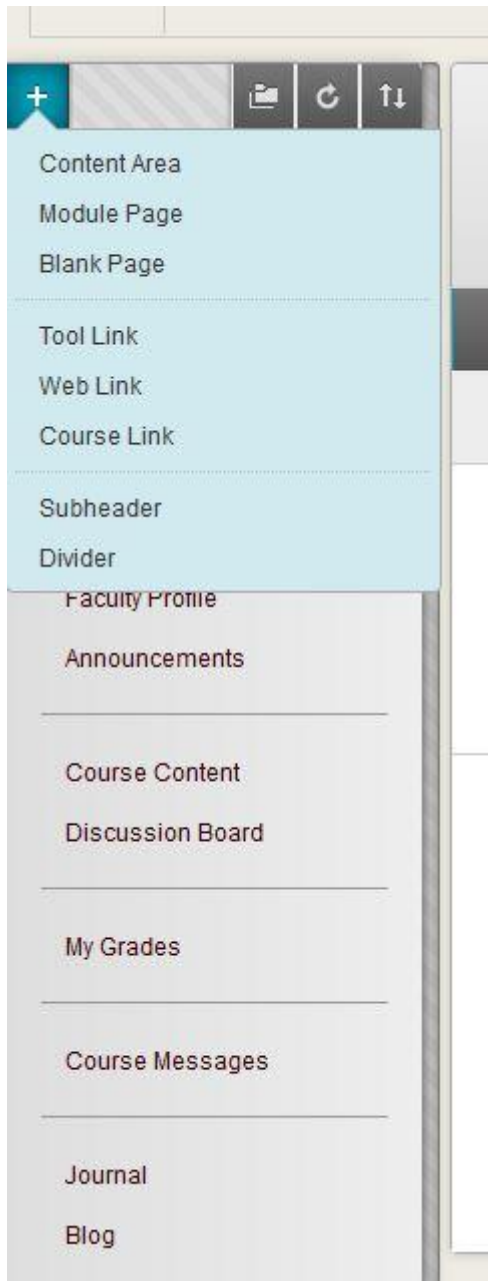 +
Content Area
Module Page
Blank Page
Tool Link
Web Link
Course Link
Subheader
Divider
Faculty Profile
Announcements
Course Content
Discussion Board
My Grades
Course Messages
Journal
Blog